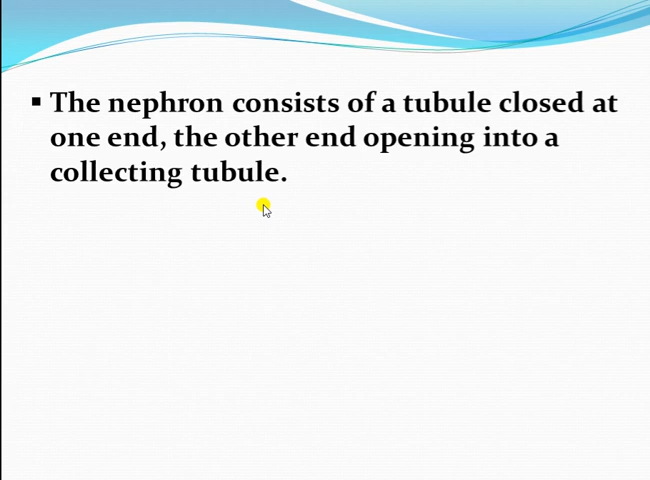 ▪ The nephron consists of a tubule closed at
one end, the other end opening into a
collecting tubule.